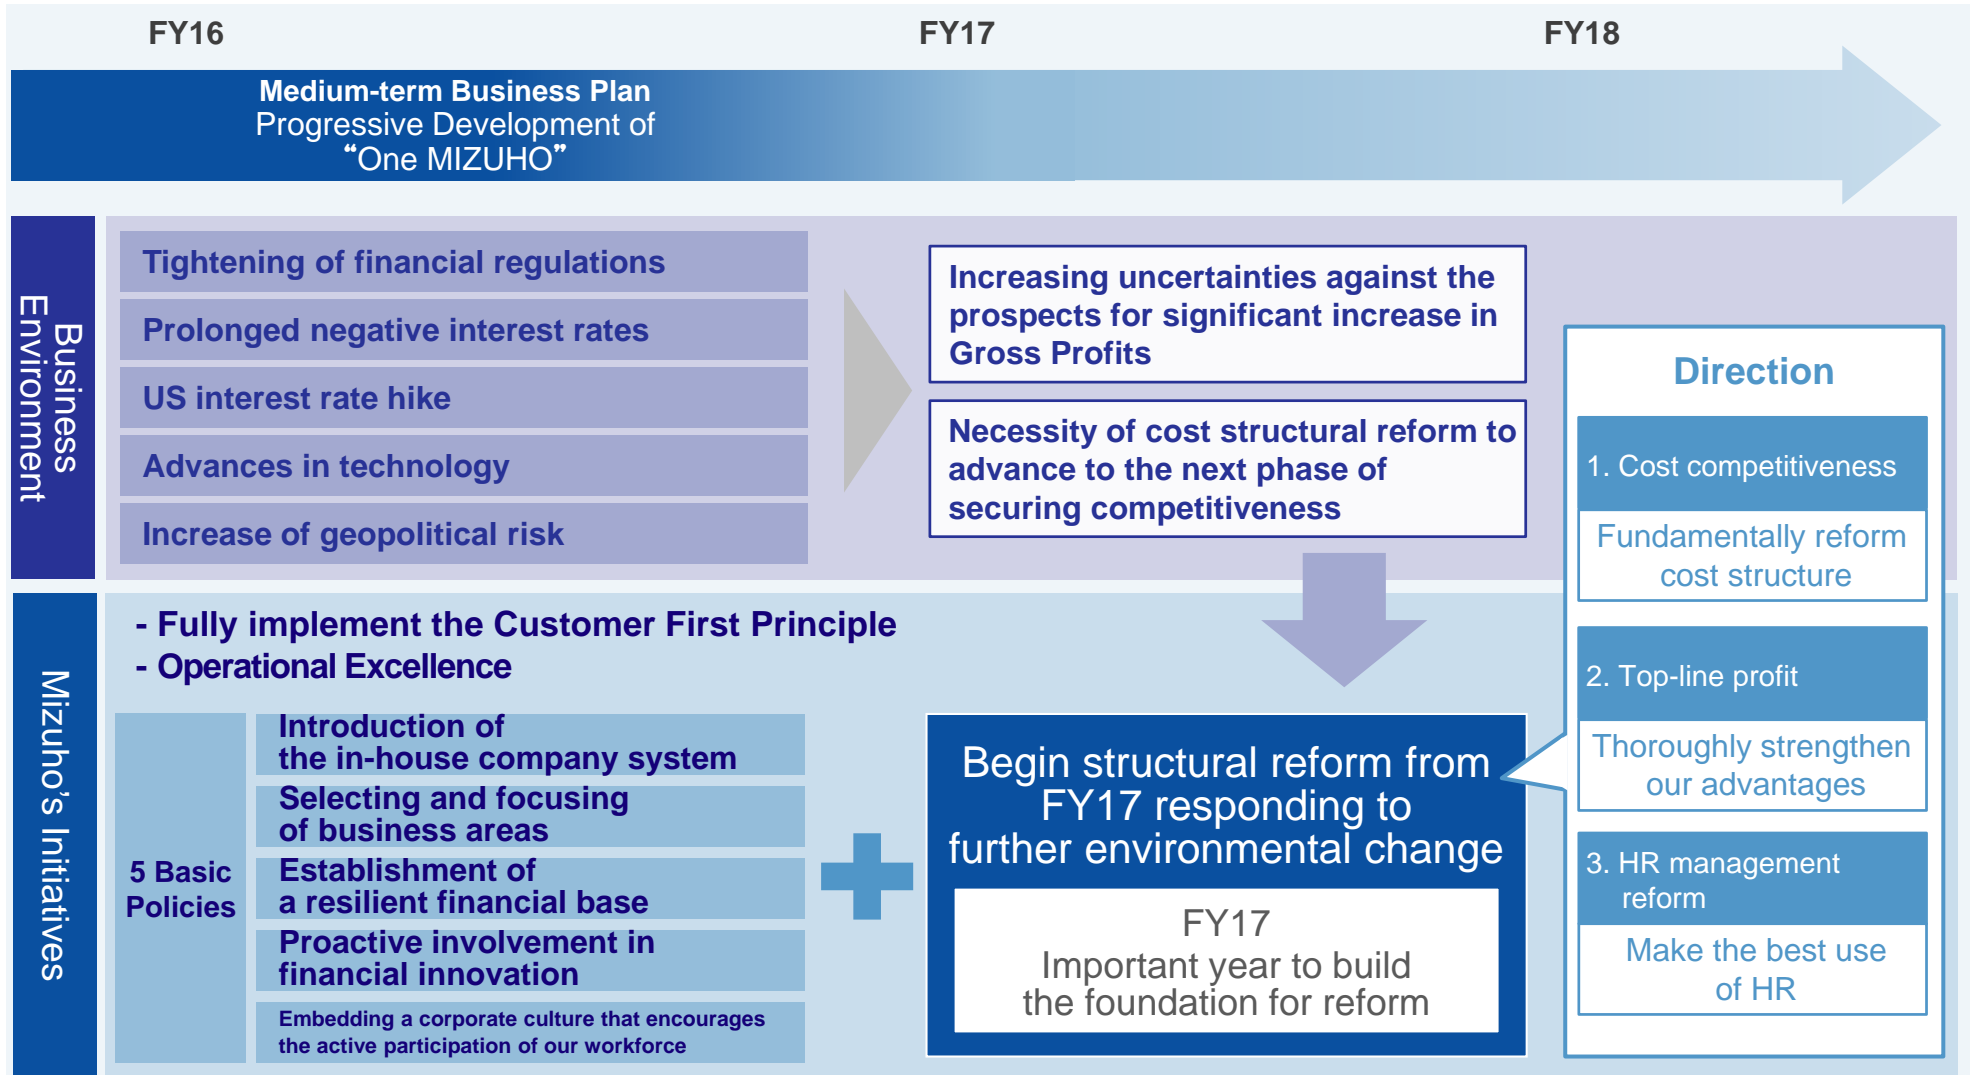 FY16
FY17
FY18
Medium-term Business Plan
Progressive Development of
“One MIZUHO”
Business
Environment
Tightening of financial regulations
Prolonged negative interest rates
US interest rate hike
Advances in technology
Increase of geopolitical risk
Increasing uncertainties against the
prospects for significant increase in
Gross Profits
Necessity of cost structural reform to
advance to the next phase of
securing competitiveness
Mizuho’s Initiatives
- Fully implement the Customer First Principle
- Operational Excellence
5 Basic
Policies
Introduction of
the in-house company system
Selecting and focusing
of business areas
Establishment of
a resilient financial base
Proactive involvement in
financial innovation
Embedding a corporate culture that encourages
the active participation of our workforce
Begin structural reform from
FY17 responding to
further environmental change
FY17
Important year to build
the foundation for reform
Direction
1. Cost competitiveness
Fundamentally reform
cost structure
2. Top-line profit
Thoroughly strengthen
our advantages
3. HR management
reform
Make the best use
of HR